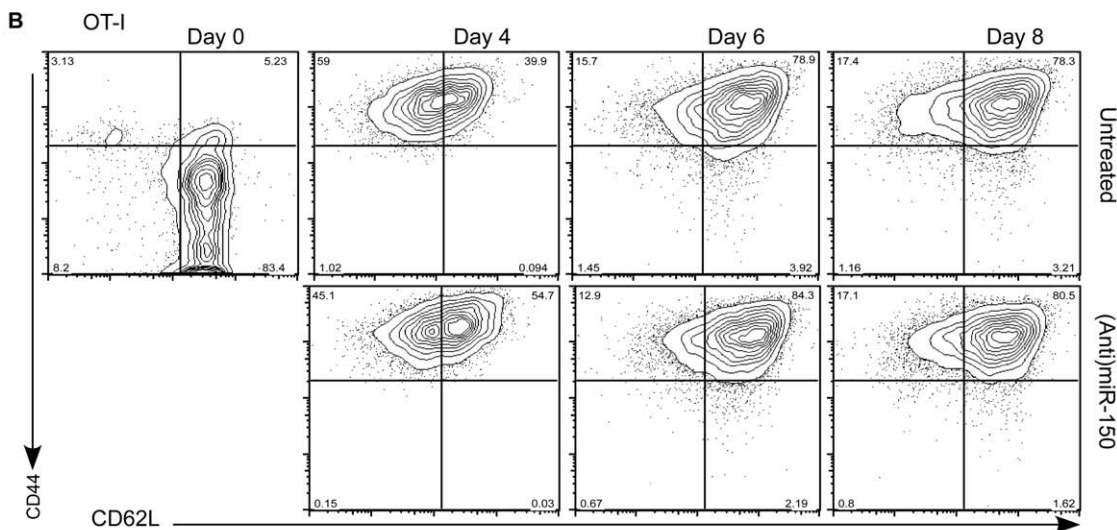 B
OT-I
Day 0
Day 4
Day 6
Day 8
3.13
5.23
8.2
83.4
59
39.9
1.02
0.094
15.7
78.9
1.45
3.92
17.4
78.3
1.16
3.21
Untreated
45.1
54.7
0.15
0.03
12.9
84.3
0.67
2.19
17.1
80.5
0.8
1.62
(Anti)miR-150
CD44
CD62L